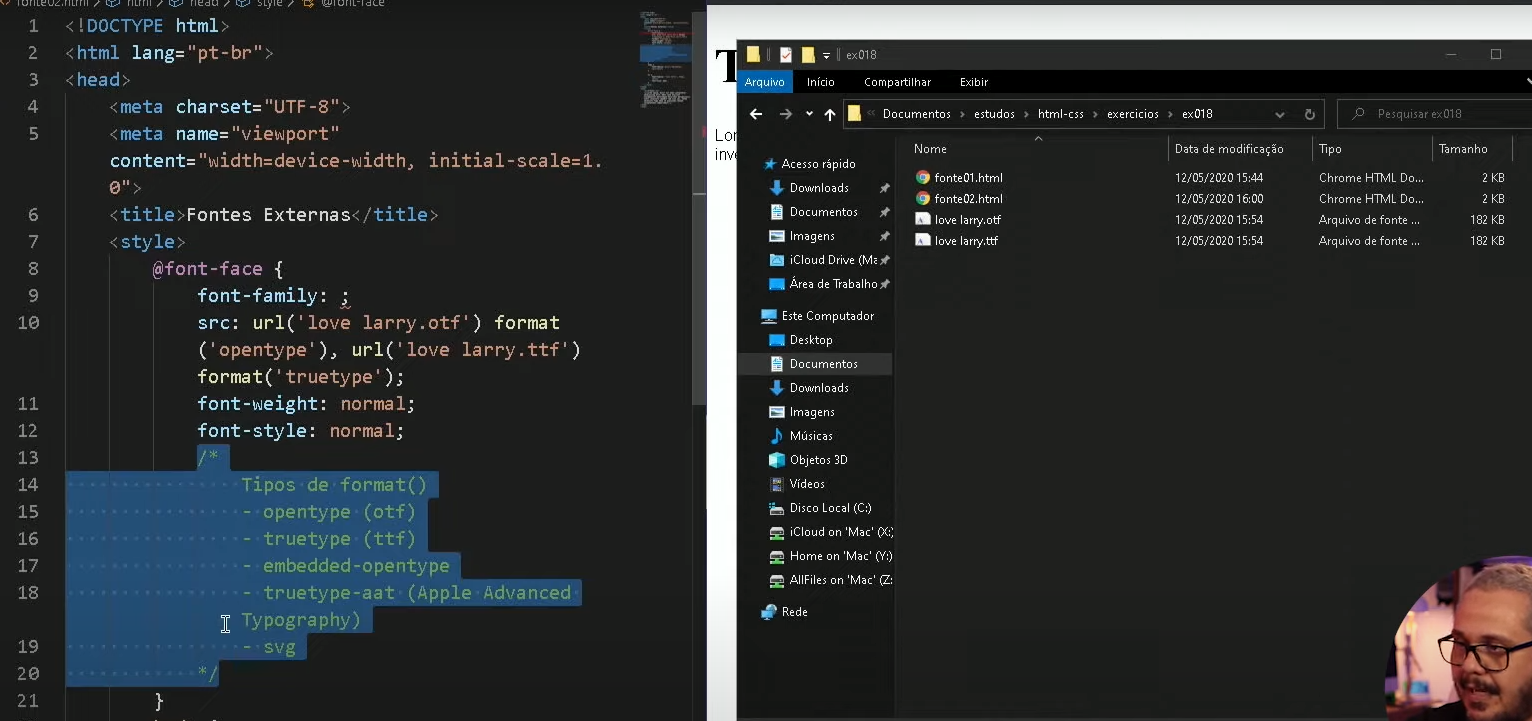 fonte02.html > html > head > style > @font-face
1 <!DOCTYPE html>
2 <html lang="pt-br">
3 <head>
4 <meta charset="UTF-8">
5 <meta name="viewport"
content="width=device-width, initial-scale=1.
0">
6 <title>Fontes Externas</title>
7 <style>
8 @font-face {
9 font-family: ;
10 src: url('love larry.otf') format
('opentype'), url('love larry.ttf')
format('truetype');
11 font-weight: normal;
12 font-style: normal;
13 /*
14 Tipos de format()
15 - opentype (otf)
16 - truetype (ttf)
17 - embedded-opentype
18 - truetype-aat (Apple Advanced
Typography)
19 - svg
20 */
21 }
T
Lor
inve
ex018
Arquivo Início Compartilhar Exibir
« Documentos > estudos > html-css > exercicios > ex018
Pesquisar ex018
Nome Data de modificação Tipo Tamanho
fonte01.html 12/05/2020 15:44 Chrome HTML Do... 2 KB
fonte02.html 12/05/2020 16:00 Chrome HTML Do... 2 KB
love larry.otf 12/05/2020 15:54 Arquivo de fonte ... 182 KB
love larry.ttf 12/05/2020 15:54 Arquivo de fonte ... 182 KB
Acesso rápido
Downloads
Documentos
Imagens
iCloud Drive (Ma
Área de Trabalho
Este Computador
Desktop
Documentos
Downloads
Imagens
Músicas
Objetos 3D
Vídeos
Disco Local (C:)
iCloud on 'Mac' (X:)
Home on 'Mac' (Y:)
AllFiles on 'Mac' (Z:
Rede